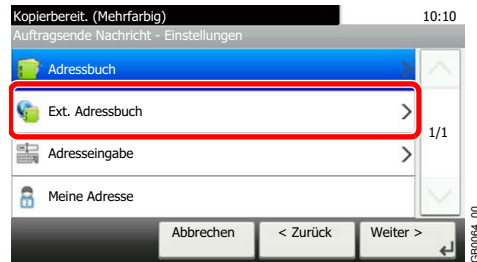 Kopierbereit. (Mehrfarbig) 10:10
Auftragsende Nachricht - Einstellungen
Adressbuch
Ext. Adressbuch
1/1
Adresseingabe
Meine Adresse
Abbrechen < Zurück Weiter >
GB0064_00